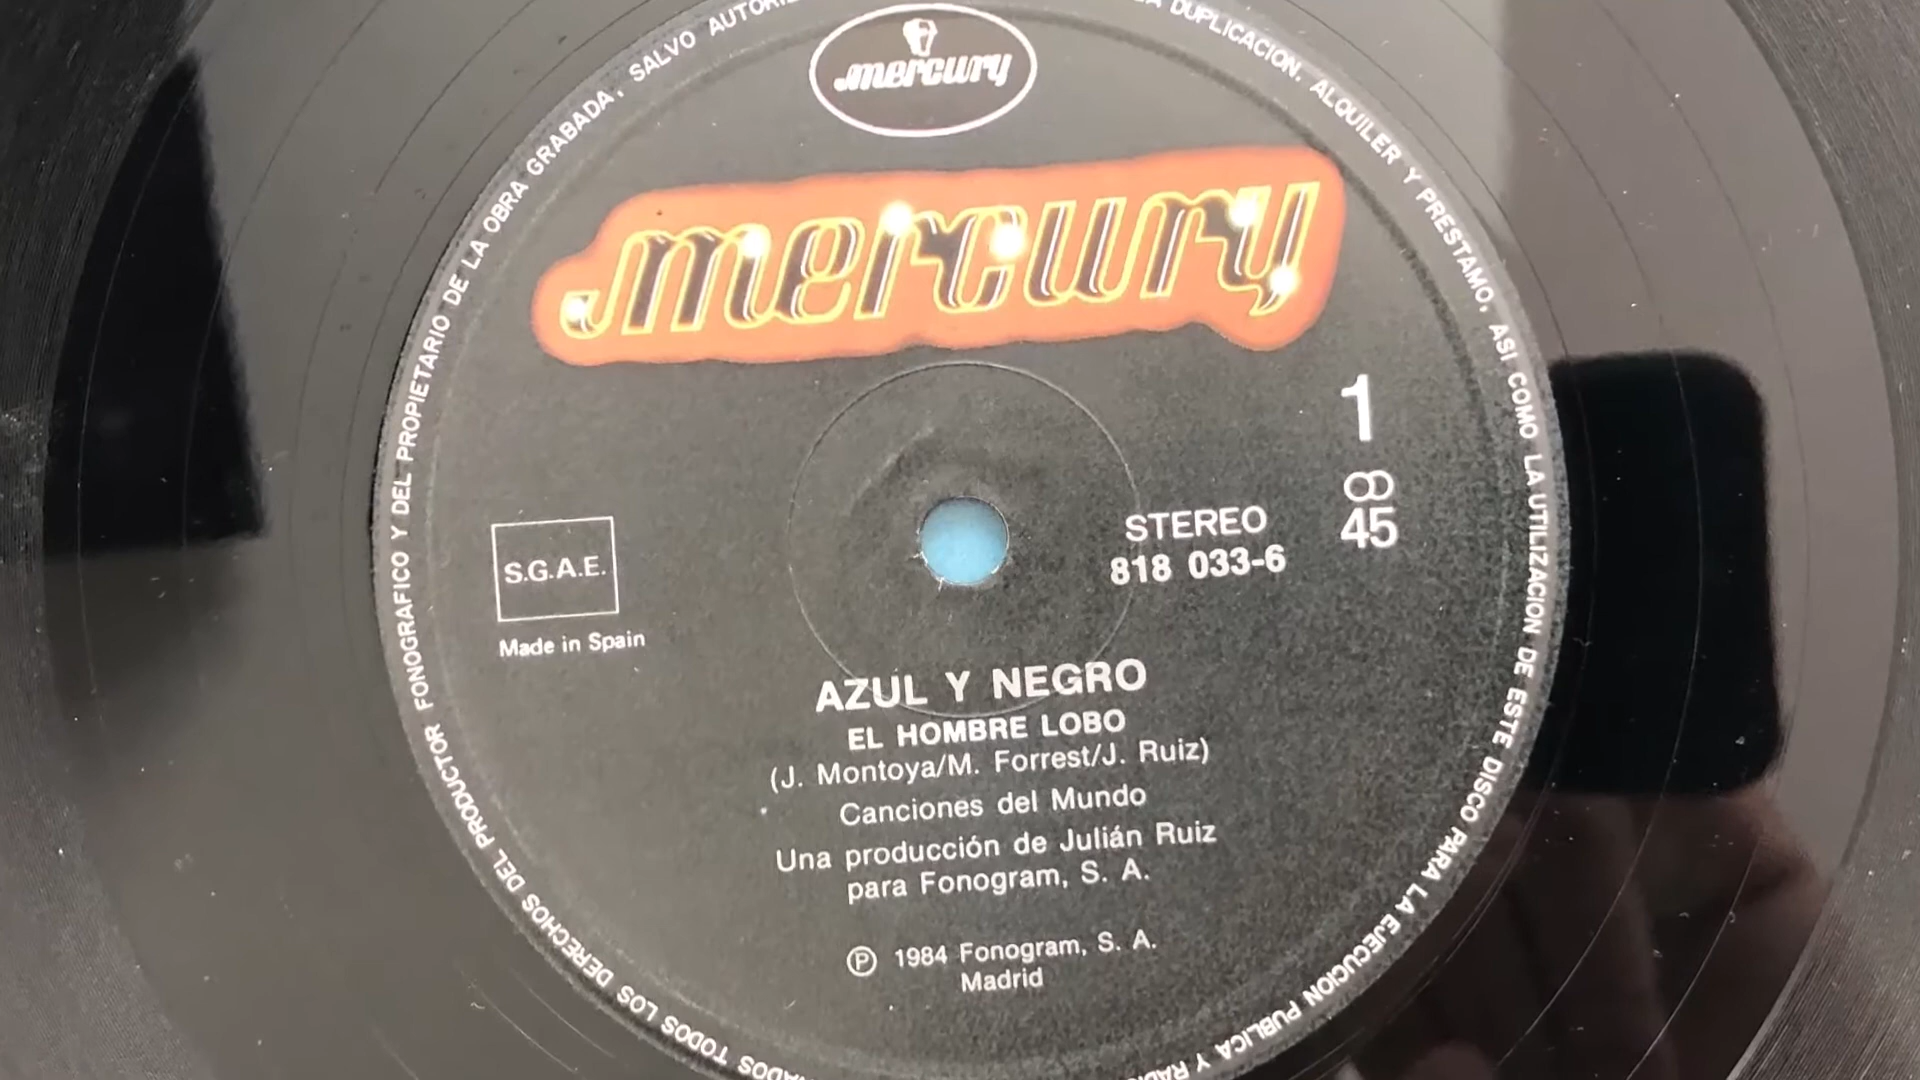 mercury
mercury
1
8
45
STEREO
818 033-6
S.G.A.E.
Made in Spain
AZUL Y NEGRO
EL HOMBRE LOBO
(J. Montoya/M. Forrest/J. Ruiz)
Canciones del Mundo
Una producción de Julián Ruiz
para Fonogram, S. A.
Ⓟ 1984 Fonogram, S. A.
Madrid
TODOS LOS DERECHOS DEL PRODUCTOR FONOGRAFICO Y DEL PROPIETARIO DE LA OBRA GRABADA. SALVO
DUPLICACION, ALQUILER Y PRESTAMO, ASI COMO LA UTILIZACION DE ESTE DISCO PARA LA EJECUCION PUBLICA Y